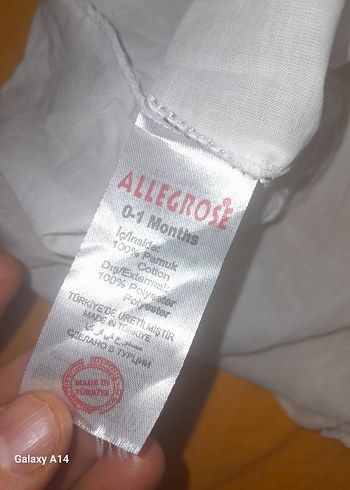 ALLEGROSE
0-1 Months
İç/Inside:
100% Pamuk
Cotton
Dış/External:
100% Polyester
Polyester
TÜRKİYE'DE ÜRETİLMİŞTİR
MADE IN TÜRKİYE
СДЕЛАНО В ТУРЦИИ
MADE IN
TÜRKİYE
Galaxy A14